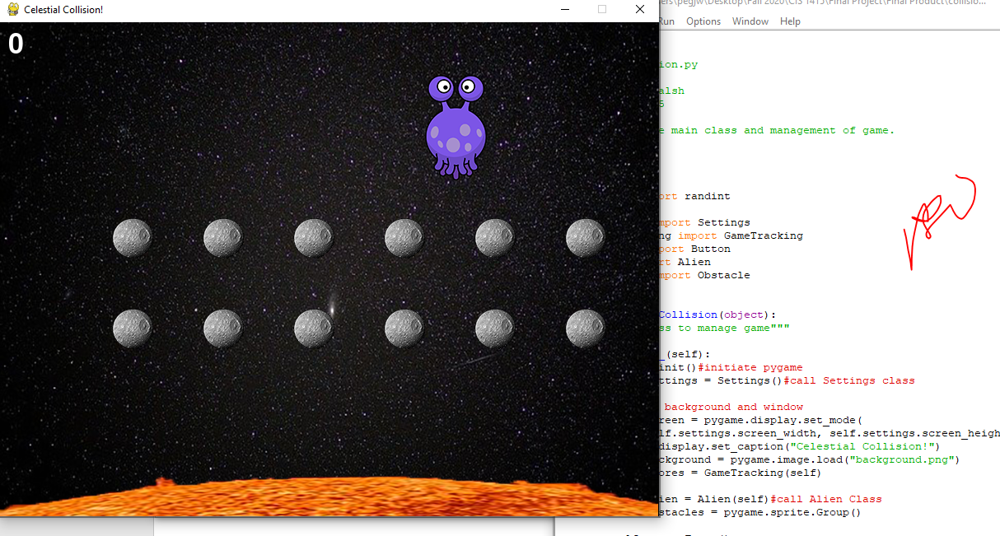 Celestial Collision!
ers\pegjw\Desktop\Fall 2020\CIS 1415\Final Project\Final Product\collisio...
Run Options Window Help
0
ion.py
alsh
e main class and management of game.
ort randint
mport Settings
ng import GameTracking
port Button
rt Alien
mport Obstacle
Collision(object):
ss to manage game"""
_(self):
init()#initiate pygame
ttings = Settings()#call Settings class
background and window
reen = pygame.display.set_mode(
lf.settings.screen_width, self.settings.screen_heigh
display.set_caption("Celestial Collision!")
ckground = pygame.image.load("background.png")
ores = GameTracking(self)
ien = Alien(self)#call Alien Class
stacles = pygame.sprite.Group()